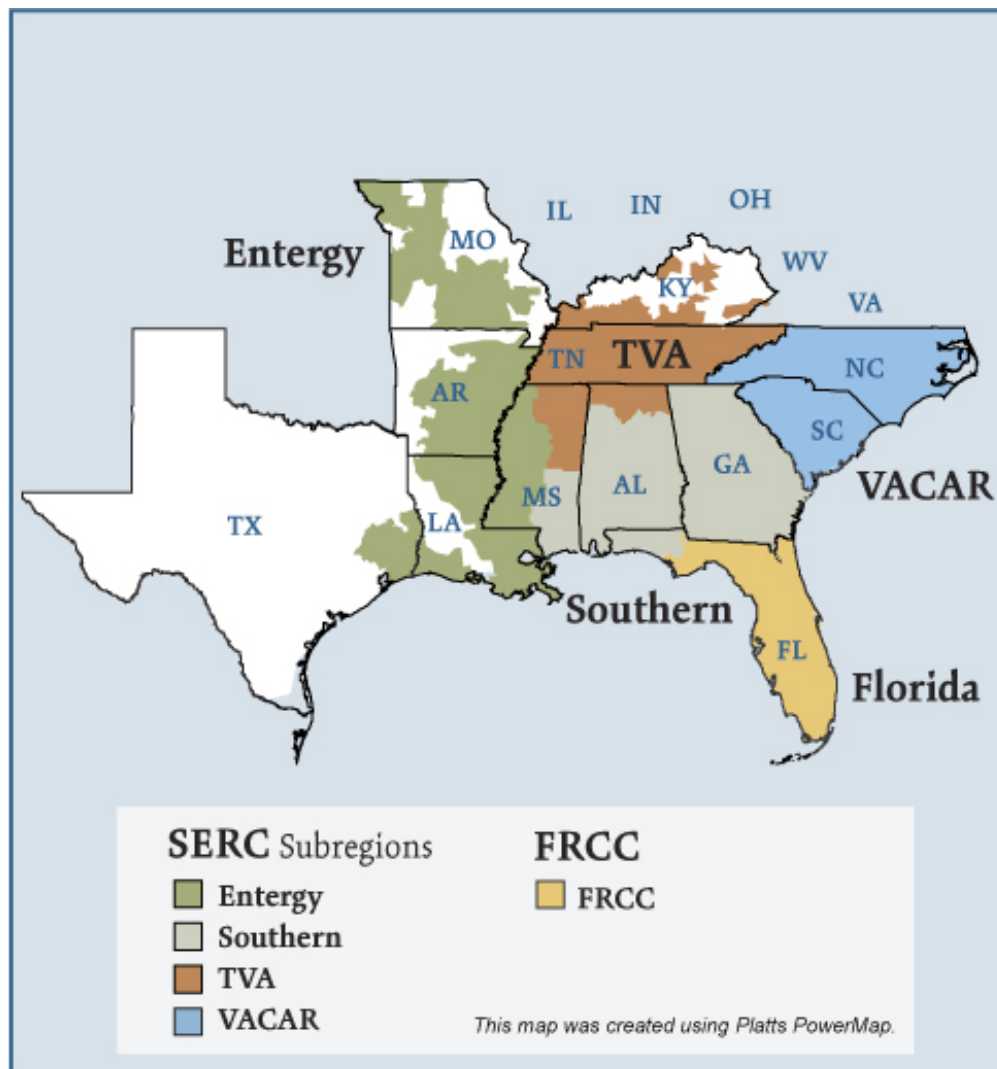 OH
IL
IN
MO
Entergy
WV
KY
VA
TN
TVA
NC
AR
SC
GA
AL
MS
VACAR
LA
TX
Southern
FL
Florida
SERC Subregions
Entergy
Southern
TVA
VACAR
FRCC
FRCC
This map was created using Platts PowerMap.